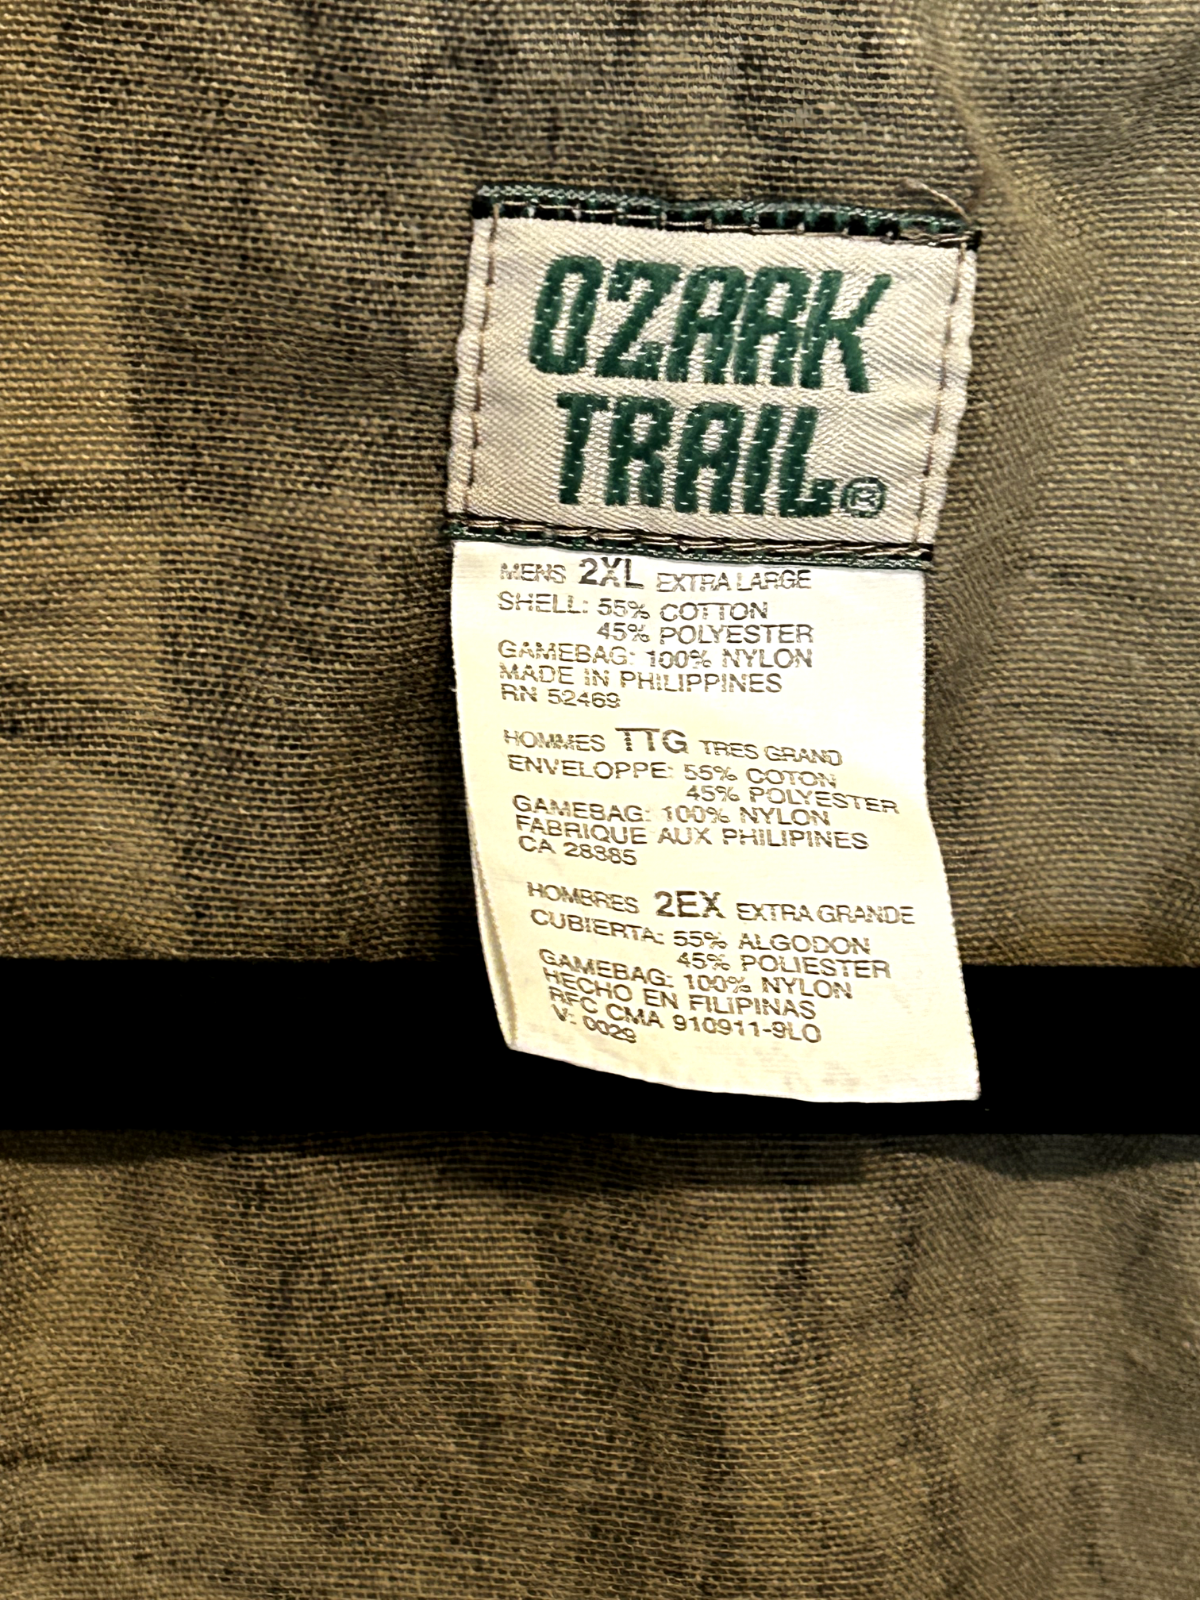 OZARK
TRAIL®
MENS 2XL EXTRA LARGE
SHELL: 55% COTTON
45% POLYESTER
GAMEBAG: 100% NYLON
MADE IN PHILIPPINES
RN 52469
HOMMES TTG TRES GRAND
ENVELOPPE: 55% COTON
45% POLYESTER
GAMEBAG: 100% NYLON
FABRIQUE AUX PHILIPINES
CA 28885
HOMBRES 2EX EXTRA GRANDE
CUBIERTA: 55% ALGODON
45% POLIESTER
GAMEBAG: 100% NYLON
HECHO EN FILIPINAS
RFC CMA 910911-9L0
V: 0029